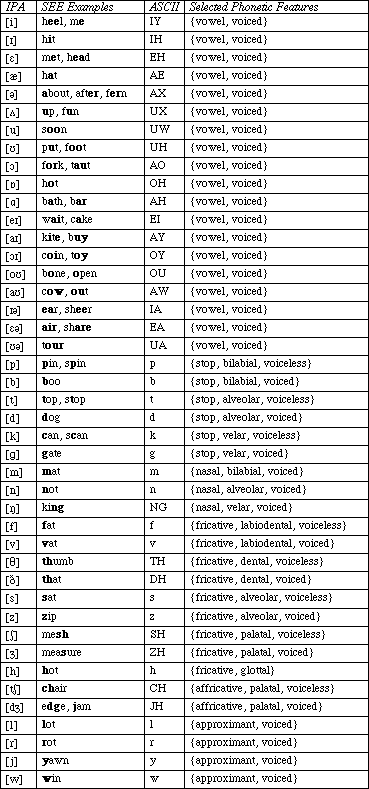 IPA SEE Examples ASCII Selected Phonetic Features
[i] heel, me IY {vowel, voiced}
[ɪ] hit IH {vowel, voiced}
[ɛ] met, head EH {vowel, voiced}
[æ] hat AE {vowel, voiced}
[ə] about, after, fern AX {vowel, voiced}
[ʌ] up, fun UX {vowel, voiced}
[u] soon UW {vowel, voiced}
[ʊ] put, foot UH {vowel, voiced}
[ɔ] fork, taut AO {vowel, voiced}
[ɒ] hot OH {vowel, voiced}
[ɑ] bath, bar AH {vowel, voiced}
[eɪ] wait, cake EI {vowel, voiced}
[aɪ] kite, buy AY {vowel, voiced}
[ɔɪ] coin, toy OY {vowel, voiced}
[oʊ] bone, open OU {vowel, voiced}
[aʊ] cow, out AW {vowel, voiced}
[ɪə] ear, sheer IA {vowel, voiced}
[ɛə] air, share EA {vowel, voiced}
[ʊə] tour UA {vowel, voiced}
[p] pin, spin p {stop, bilabial, voiceless}
[b] boo b {stop, bilabial, voiced}
[t] top, stop t {stop, alveolar, voiceless}
[d] dog d {stop, alveolar, voiced}
[k] can, scan k {stop, velar, voiceless}
[g] gate g {stop, velar, voiced}
[m] mat m {nasal, bilabial, voiced}
[n] not n {nasal, alveolar, voiced}
[ŋ] king NG {nasal, velar, voiced}
[f] fat f {fricative, labiodental, voiceless}
[v] vat v {fricative, labiodental, voiced}
[θ] thumb TH {fricative, dental, voiceless}
[ð] that DH {fricative, dental, voiced}
[s] sat s {fricative, alveolar, voiceless}
[z] zip z {fricative, alveolar, voiced}
[ʃ] mesh SH {fricative, palatal, voiceless}
[ʒ] measure ZH {fricative, palatal, voiced}
[h] hot h {fricative, glottal}
[tʃ] chair CH {affricative, palatal, voiceless}
[dʒ] edge, jam JH {affricative, palatal, voiced}
[l] lot l {approximant, voiced}
[r] rot r {approximant, voiced}
[j] yawn y {approximant, voiced}
[w] win w {approximant, voiced}